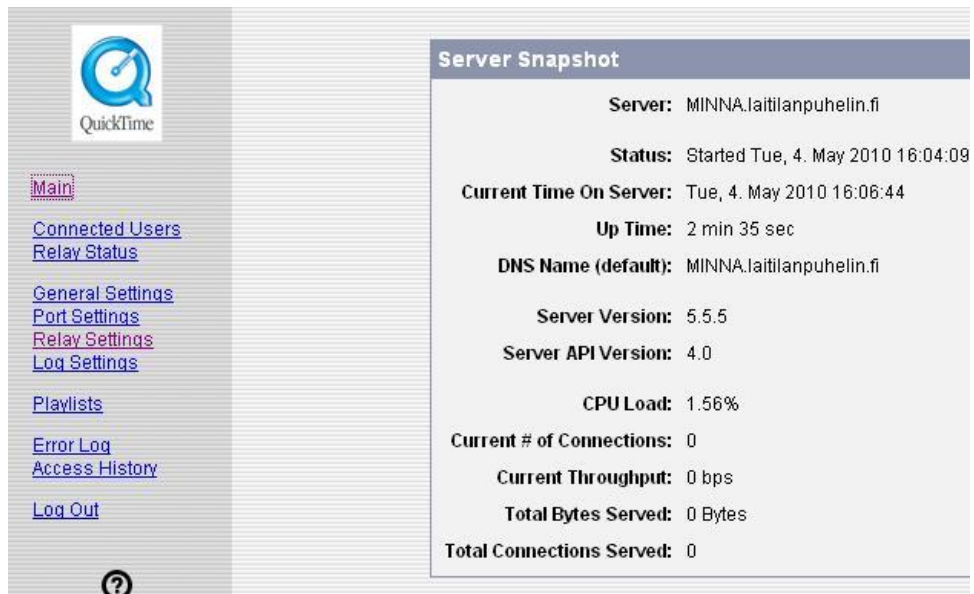 QuickTime
Main
Connected Users
Relay Status
General Settings
Port Settings
Relay Settings
Log Settings
Playlists
Error Log
Access History
Log Out
?
Server Snapshot
Server: MINNA.laitilanpuhelin.fi
Status: Started Tue, 4. May 2010 16:04:09
Current Time On Server: Tue, 4. May 2010 16:06:44
Up Time: 2 min 35 sec
DNS Name (default): MINNA.laitilanpuhelin.fi
Server Version: 5.5.5
Server API Version: 4.0
CPU Load: 1.56%
Current # of Connections: 0
Current Throughput: 0 bps
Total Bytes Served: 0 Bytes
Total Connections Served: 0